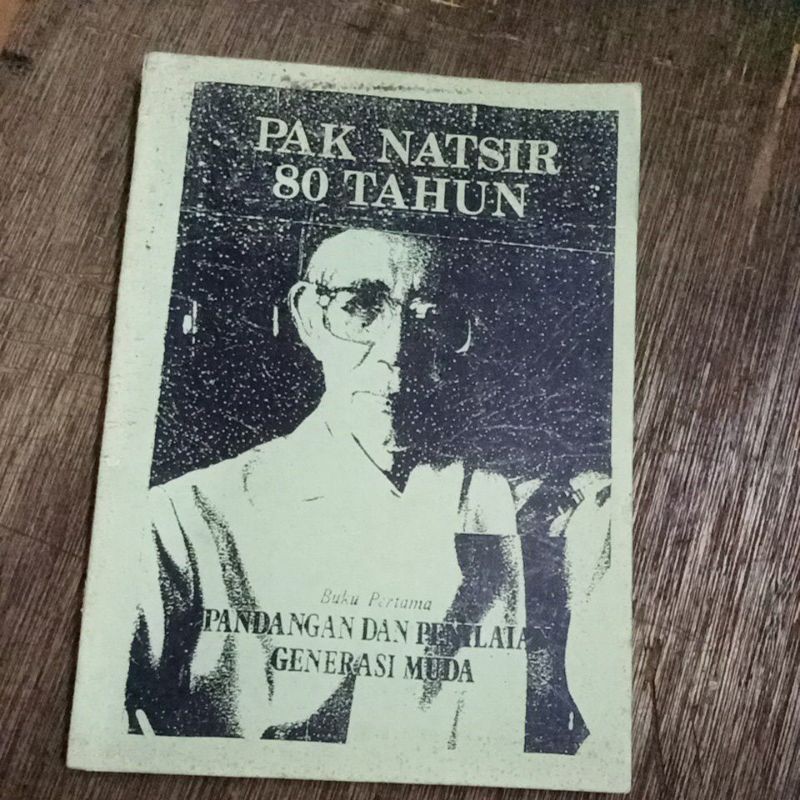 PAK NATSIR
80 TAHUN
Buku Pertama
PANDANGAN DAN PENILAIAN
GENERASI MUDA